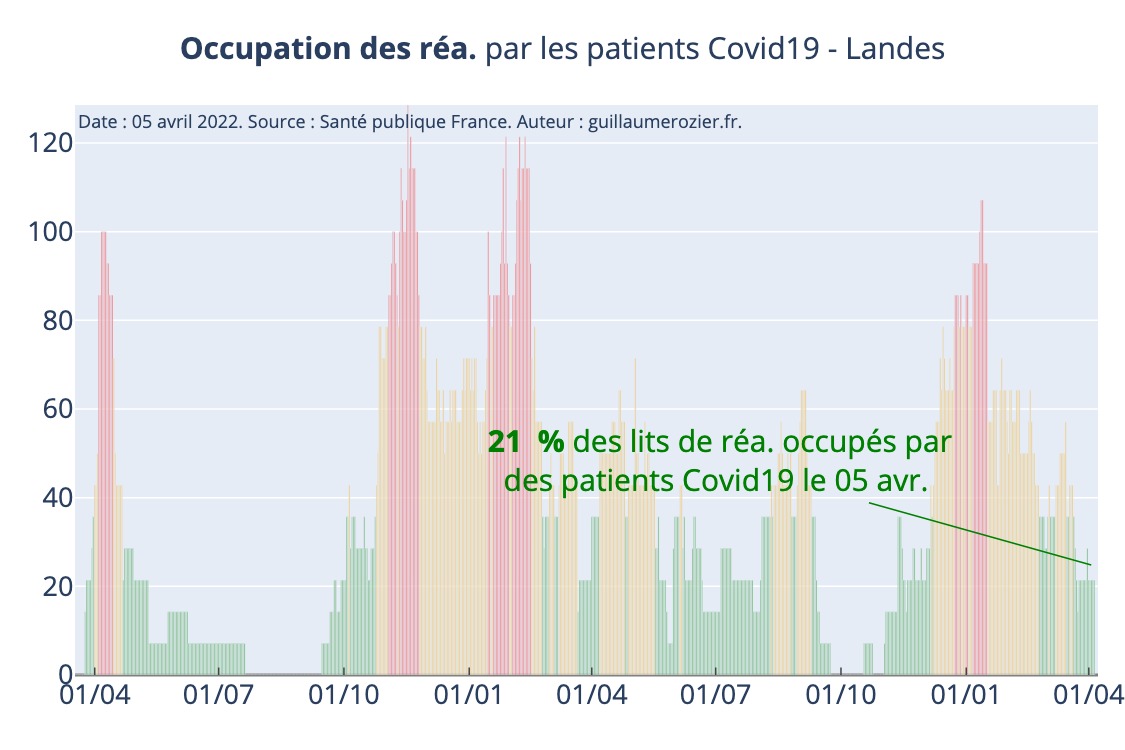 Occupation des réa. par les patients Covid19 - Landes
Date : 05 avril 2022. Source : Santé publique France. Auteur : guillaumerozier.fr.
120
100
80
60
40
20
0
21 % des lits de réa. occupés par
des patients Covid19 le 05 avr.
01/04 01/07 01/10 01/01 01/04 01/07 01/10 01/01 01/04